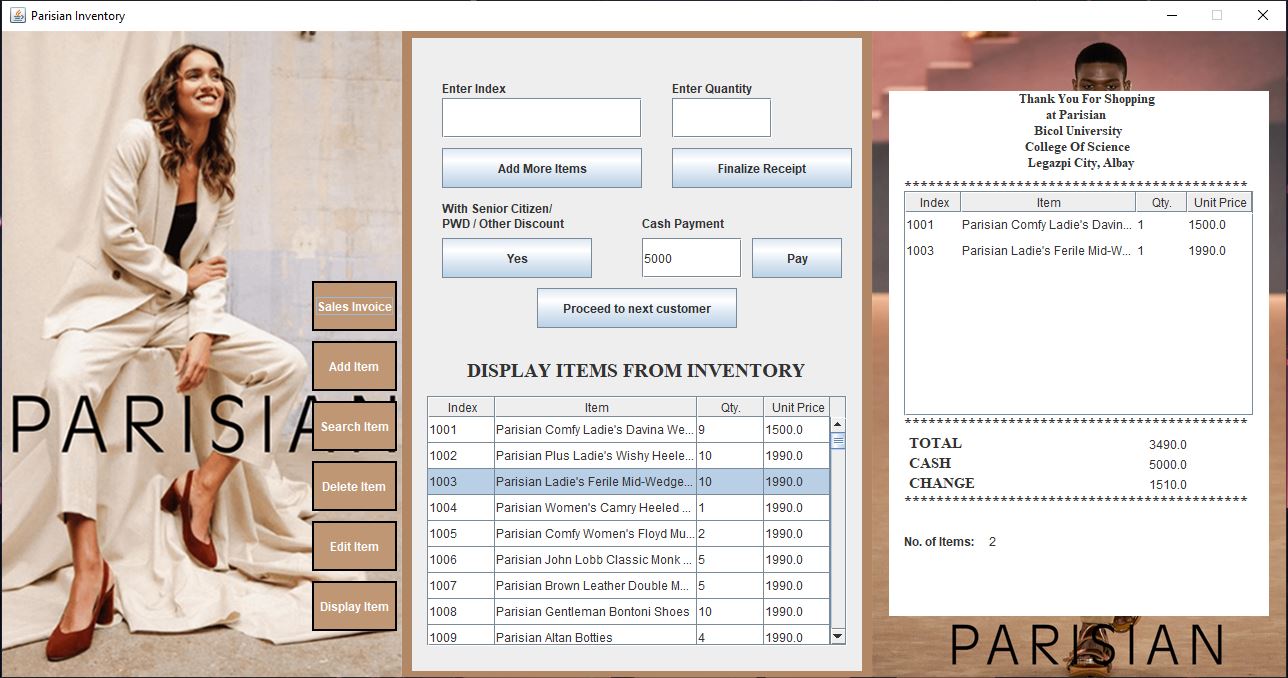 Parisian Inventory
PARISIAN
Sales Invoice
Add Item
Search Item
Delete Item
Edit Item
Display Item
Enter Index
Enter Quantity
Add More Items
Finalize Receipt
With Senior Citizen/
PWD / Other Discount
Cash Payment
Yes
5000
Pay
Proceed to next customer
DISPLAY ITEMS FROM INVENTORY
Index Item Qty. Unit Price
1001 Parisian Comfy Ladie's Davina We... 9 1500.0
1002 Parisian Plus Ladie's Wishy Heele... 10 1990.0
1003 Parisian Ladie's Ferile Mid-Wedge... 10 1990.0
1004 Parisian Women's Camry Heeled ... 1 1990.0
1005 Parisian Comfy Women's Floyd Mu... 2 1990.0
1006 Parisian John Lobb Classic Monk ... 5 1990.0
1007 Parisian Brown Leather Double M... 5 1990.0
1008 Parisian Gentleman Bontoni Shoes 10 1990.0
1009 Parisian Altan Botties 4 1990.0
Thank You For Shopping
at Parisian
Bicol University
College Of Science
Legazpi City, Albay
*******************************************
Index Item Qty. Unit Price
1001 Parisian Comfy Ladie's Davin... 1 1500.0
1003 Parisian Ladie's Ferile Mid-W... 1 1990.0
*******************************************
TOTAL 3490.0
CASH 5000.0
CHANGE 1510.0
*******************************************
No. of Items: 2
PARISIAN